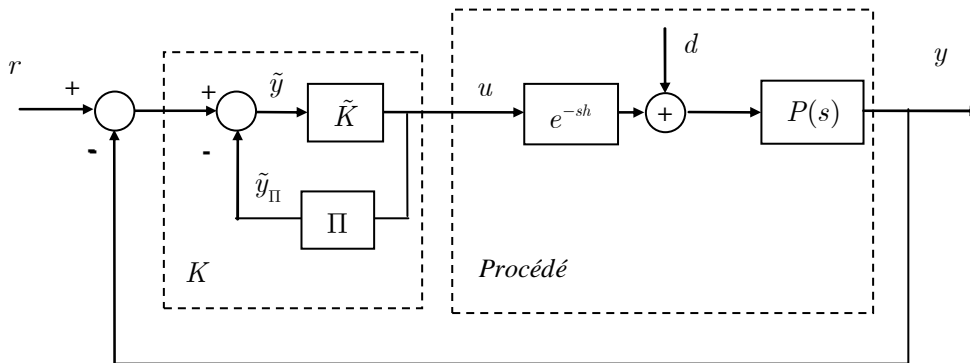 r
+
-
+
-
ỹ
K̃
ỹ_Π
Π
K
u
e^{-sh}
d
+
P(s)
y
Procédé